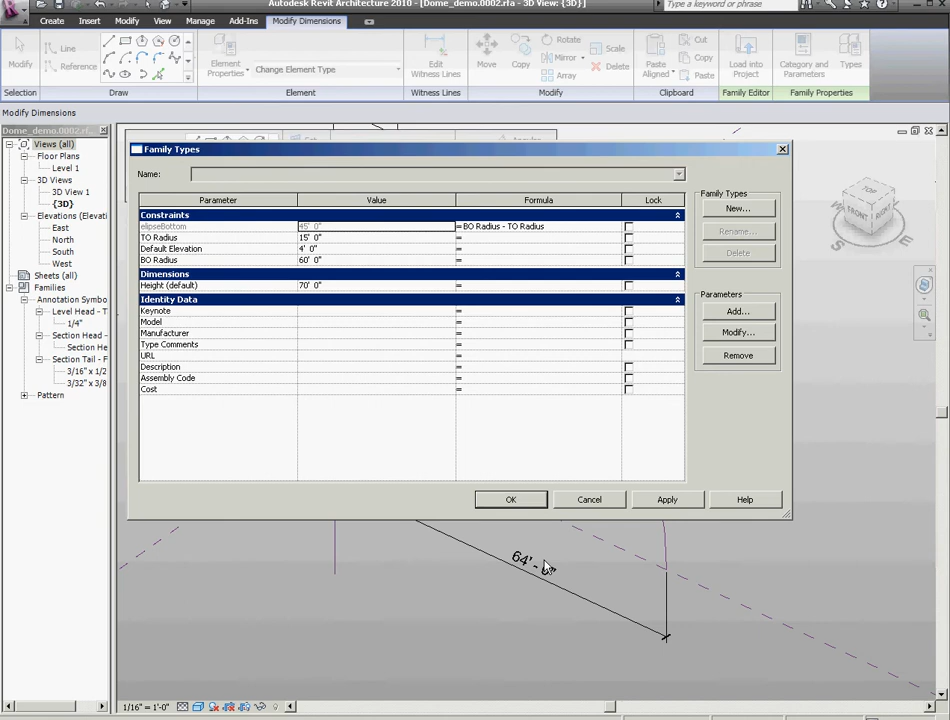 Autodesk Revit Architecture 2010 - [Dome_demo.0002.rfa - 3D View: {3D}]
Type a keyword or phrase
Create Insert Modify View Manage Add-Ins Modify Dimensions
Modify
Line
Reference
Element Properties
Change Element Type
Edit Witness Lines
Move
Copy
Rotate
Mirror
Array
Scale
Delete
Paste Aligned
Cut
Copy
Paste
Load into Project
Category and Parameters
Types
Selection Draw Element Witness Lines Modify Clipboard Family Editor Family Properties
Modify Dimensions
Dome_demo.0002.rfa
Views (all)
Floor Plans
Level 1
3D Views
3D View 1
{3D}
Elevations (Elevati
East
North
South
West
Sheets (all)
Families
Annotation Symbo
Level Head - T
1/4"
Section Head -
Section He
Section Tail - F
3/16" x 1/2
3/32" x 3/8
Pattern
Family Types
Name:
Parameter Value Formula Lock
Constraints
elipseBottom 45' 0" = BO Radius - TO Radius
TO Radius 15' 0" =
Default Elevation 4' 0" =
BO Radius 60' 0" =
Dimensions
Height (default) 70' 0" =
Identity Data
Keynote =
Model =
Manufacturer =
Type Comments =
URL =
Description =
Assembly Code =
Cost =
Family Types
New...
Rename...
Delete
Parameters
Add...
Modify...
Remove
OK Cancel Apply Help
TOP
FRONT
RIGHT
S
64' -
1/16" = 1'-0"